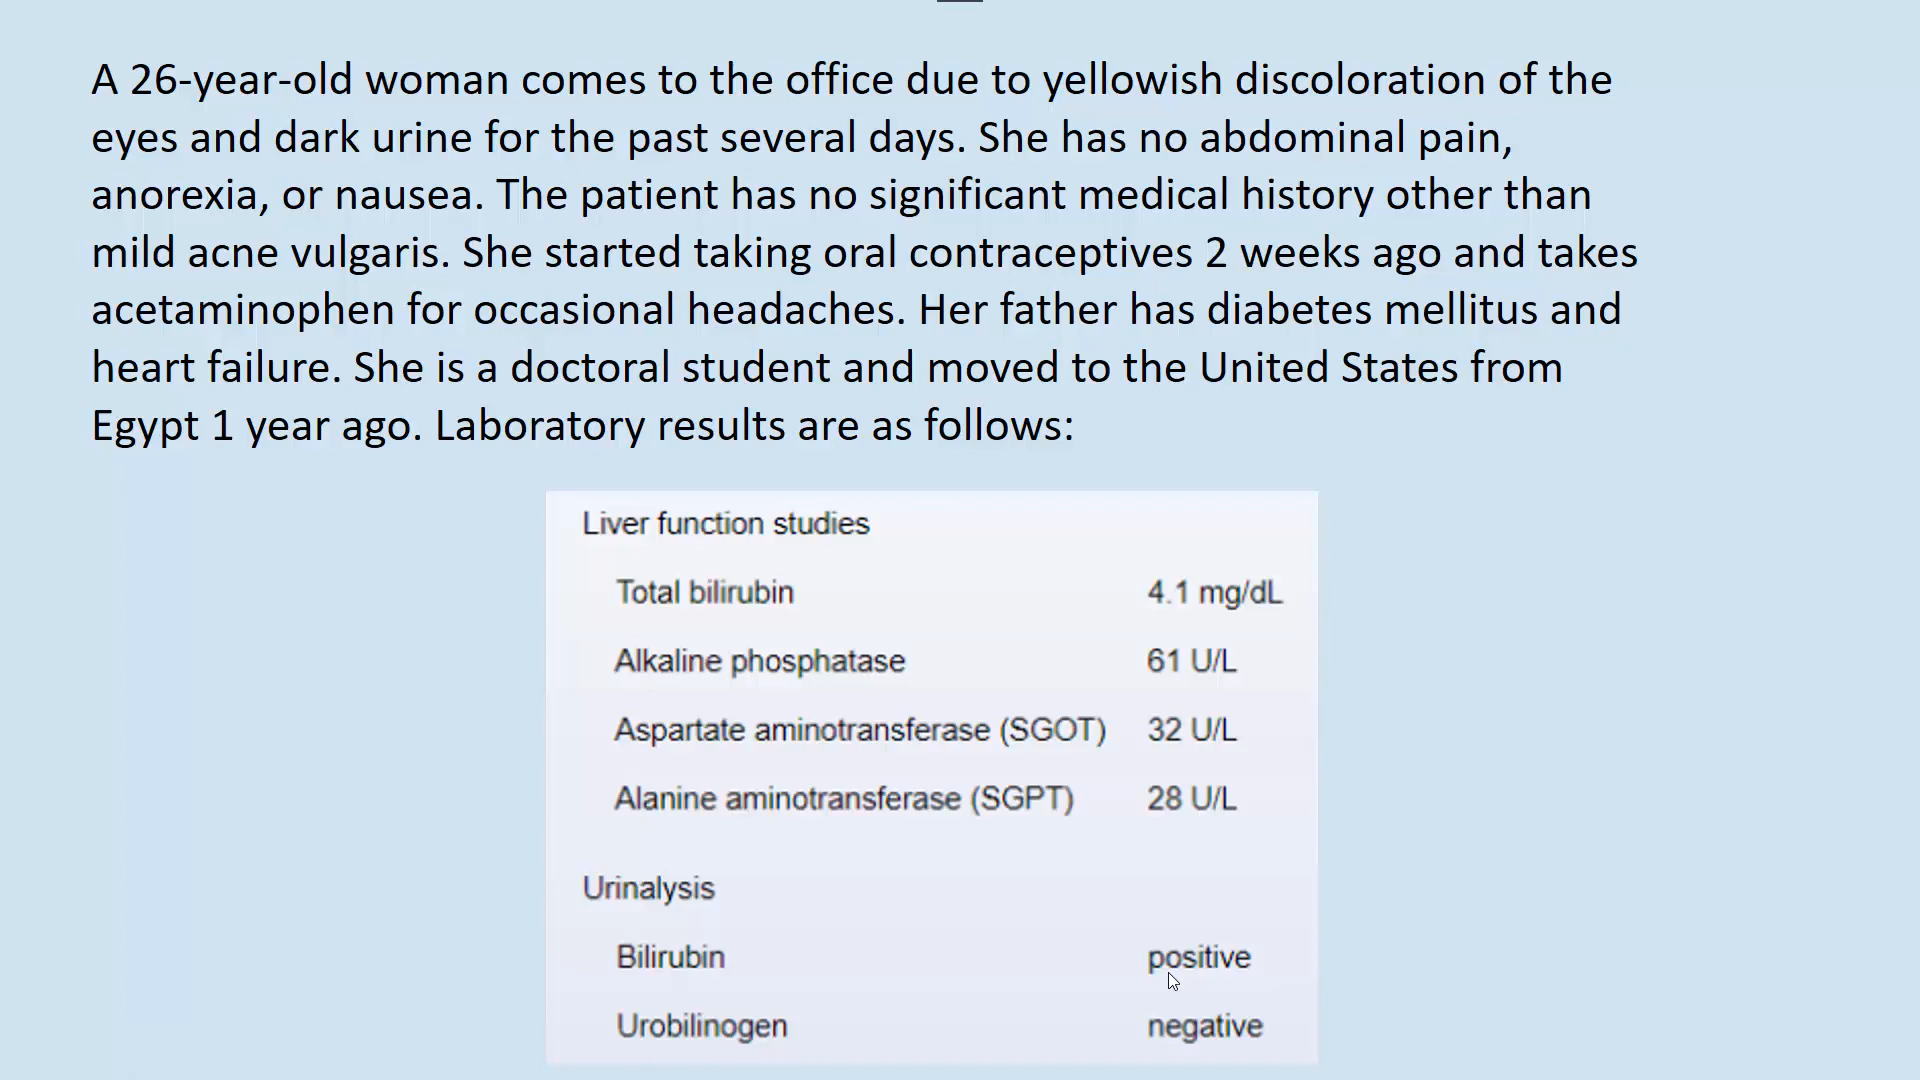 A 26-year-old woman comes to the office due to yellowish discoloration of the
eyes and dark urine for the past several days. She has no abdominal pain,
anorexia, or nausea. The patient has no significant medical history other than
mild acne vulgaris. She started taking oral contraceptives 2 weeks ago and takes
acetaminophen for occasional headaches. Her father has diabetes mellitus and
heart failure. She is a doctoral student and moved to the United States from
Egypt 1 year ago. Laboratory results are as follows:
Liver function studies
Total bilirubin 4.1 mg/dL
Alkaline phosphatase 61 U/L
Aspartate aminotransferase (SGOT) 32 U/L
Alanine aminotransferase (SGPT) 28 U/L
Urinalysis
Bilirubin positive
Urobilinogen negative